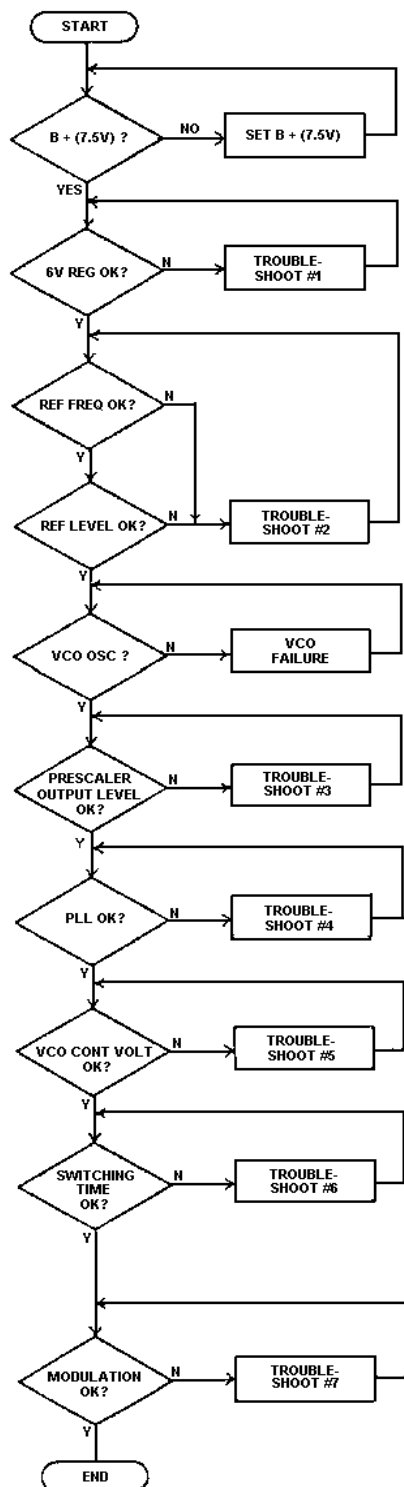 START
B + (7.5V) ?
NO
SET B + (7.5V)
YES
6V REG OK?
N
TROUBLE-
SHOOT #1
Y
REF FREQ OK?
N
Y
REF LEVEL OK?
N
TROUBLE-
SHOOT #2
Y
VCO OSC ?
N
VCO
FAILURE
Y
PRESCALER
OUTPUT LEVEL
OK?
N
TROUBLE-
SHOOT #3
Y
PLL OK?
N
TROUBLE-
SHOOT #4
Y
VCO CONT VOLT
OK?
N
TROUBLE-
SHOOT #5
Y
SWITCHING
TIME
OK?
N
TROUBLE-
SHOOT #6
Y
MODULATION
OK?
N
TROUBLE-
SHOOT #7
Y
END